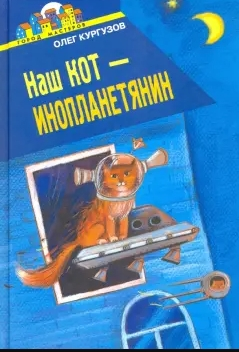 ГОРОД МАСТЕРОВ
ОЛЕГ КУРГУЗОВ
Наш КОТ —
ИНОПЛАНЕТЯНИН